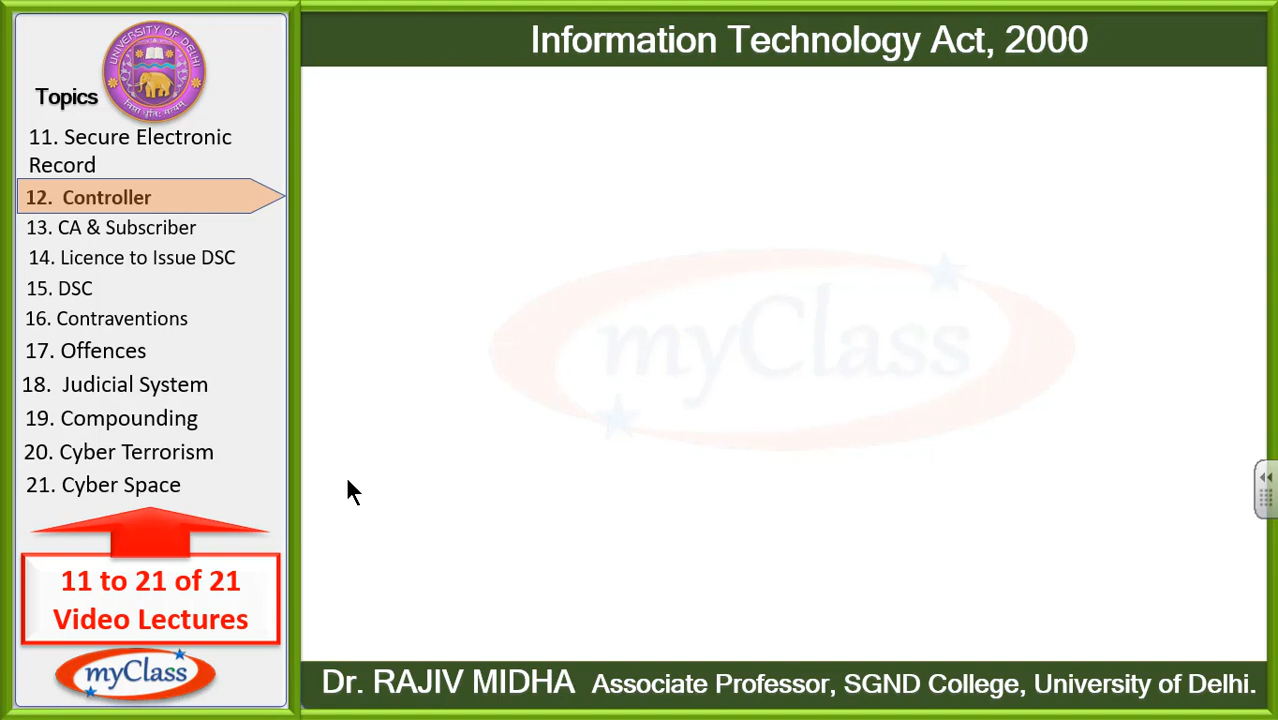 Information Technology Act, 2000
UNIVERSITY OF DELHI
Topics
11. Secure Electronic
Record
12. Controller
13. CA & Subscriber
14. Licence to Issue DSC
15. DSC
16. Contraventions
17. Offences
18. Judicial System
19. Compounding
20. Cyber Terrorism
21. Cyber Space
11 to 21 of 21
Video Lectures
myClass
myClass
Dr. RAJIV MIDHA Associate Professor, SGND College, University of Delhi.